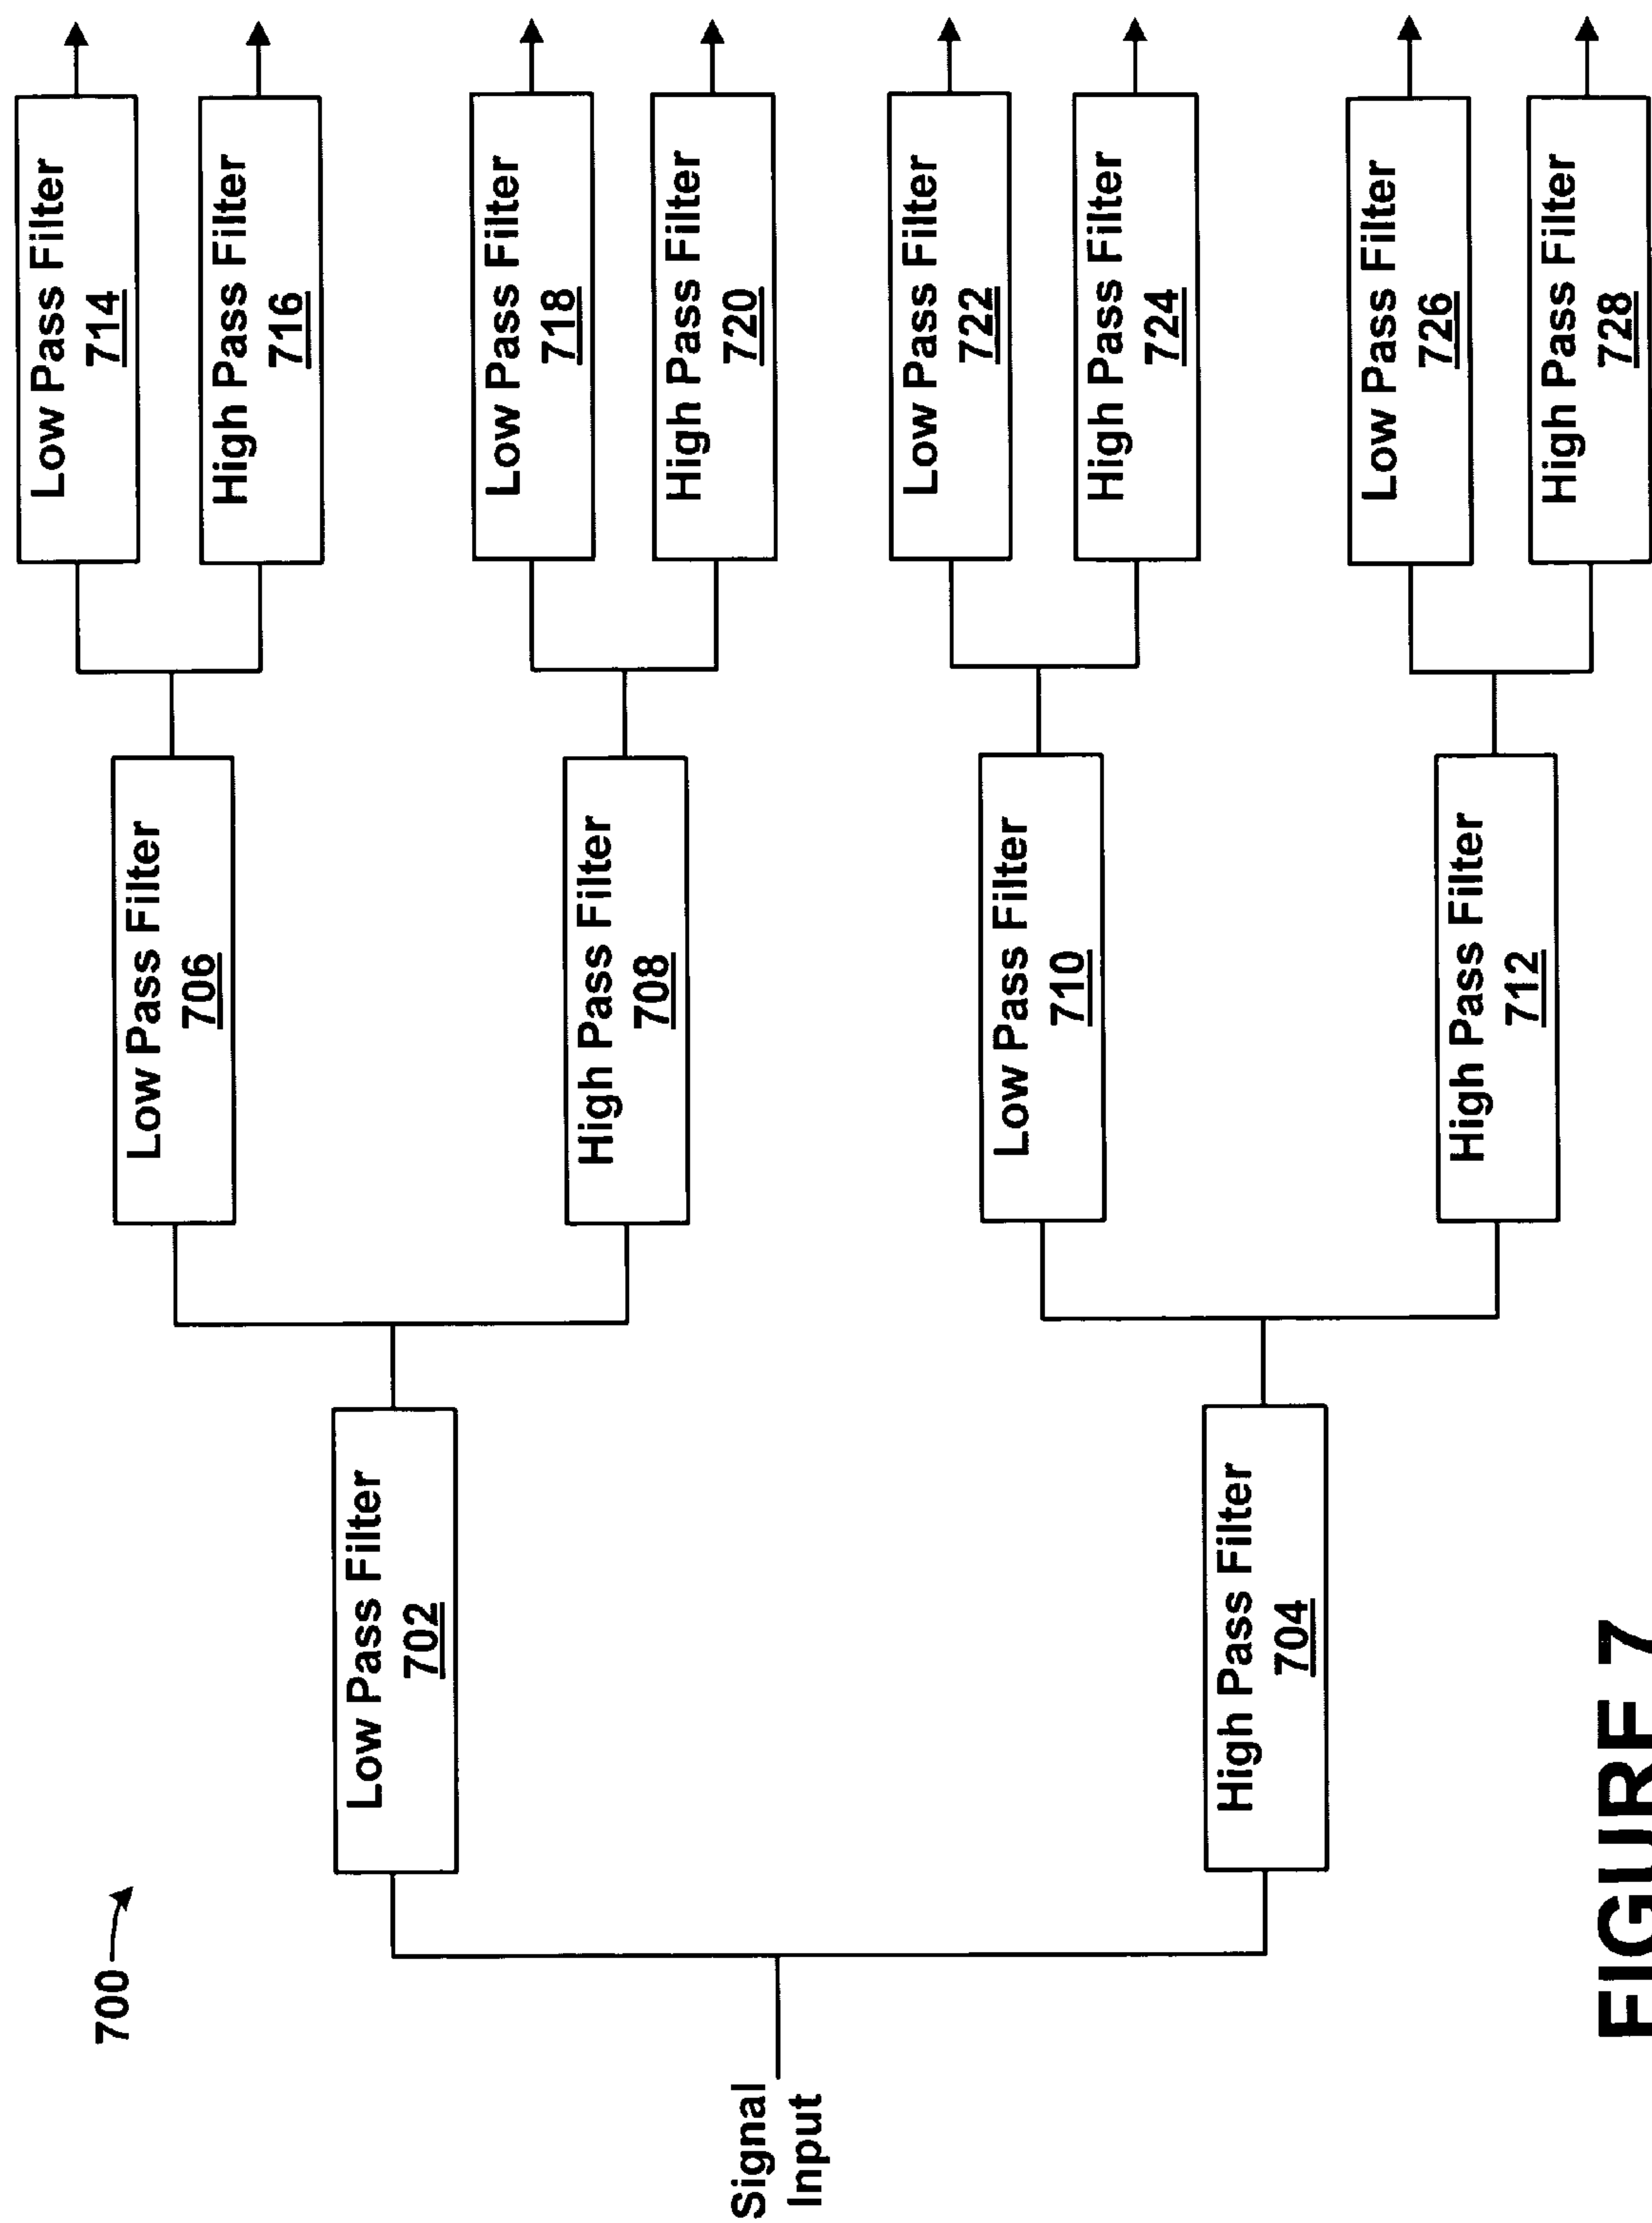 700
Signal
Input
Low Pass Filter
702
High Pass Filter
704
Low Pass Filter
706
High Pass Filter
708
Low Pass Filter
710
High Pass Filter
712
Low Pass Filter
714
High Pass Filter
716
Low Pass Filter
718
High Pass Filter
720
Low Pass Filter
722
High Pass Filter
724
Low Pass Filter
726
High Pass Filter
728
FIGURE 7